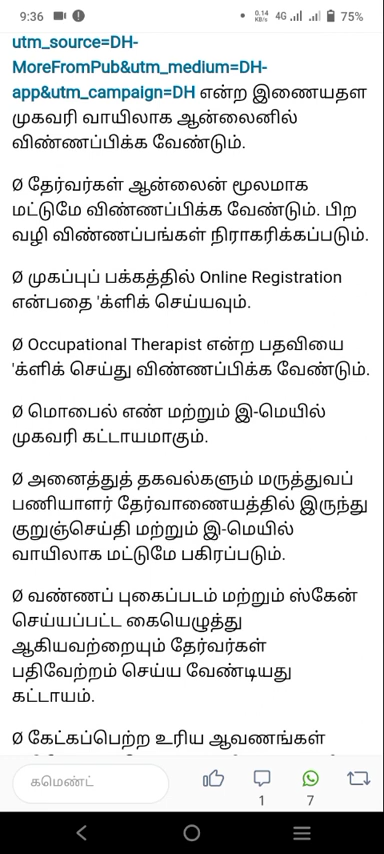 9:36
0.14 KB/S 4G 75%
utm_source=DH-
MoreFromPub&utm_medium=DH-
app&utm_campaign=DH என்ற இணையதள
முகவரி வாயிலாக ஆன்லைனில்
விண்ணப்பிக்க வேண்டும்.
Ø தேர்வர்கள் ஆன்லைன் மூலமாக
மட்டுமே விண்ணப்பிக்க வேண்டும். பிற
வழி விண்ணப்பங்கள் நிராகரிக்கப்படும்.
Ø முகப்புப் பக்கத்தில் Online Registration
என்பதை 'க்ளிக் செய்யவும்.
Ø Occupational Therapist என்ற பதவியை
'க்ளிக் செய்து விண்ணப்பிக்க வேண்டும்.
Ø மொபைல் எண் மற்றும் இ-மெயில்
முகவரி கட்டாயமாகும்.
Ø அனைத்துத் தகவல்களும் மருத்துவப்
பணியாளர் தேர்வாணையத்தில் இருந்து
குறுஞ்செய்தி மற்றும் இ-மெயில்
வாயிலாக மட்டுமே பகிரப்படும்.
Ø வண்ணப் புகைப்படம் மற்றும் ஸ்கேன்
செய்யப்பட்ட கையெழுத்து
ஆகியவற்றையும் தேர்வர்கள்
பதிவேற்றம் செய்ய வேண்டியது
கட்டாயம்.
Ø கேட்கப்பெற்ற உரிய ஆவணங்கள்
கமெண்ட்
1 7